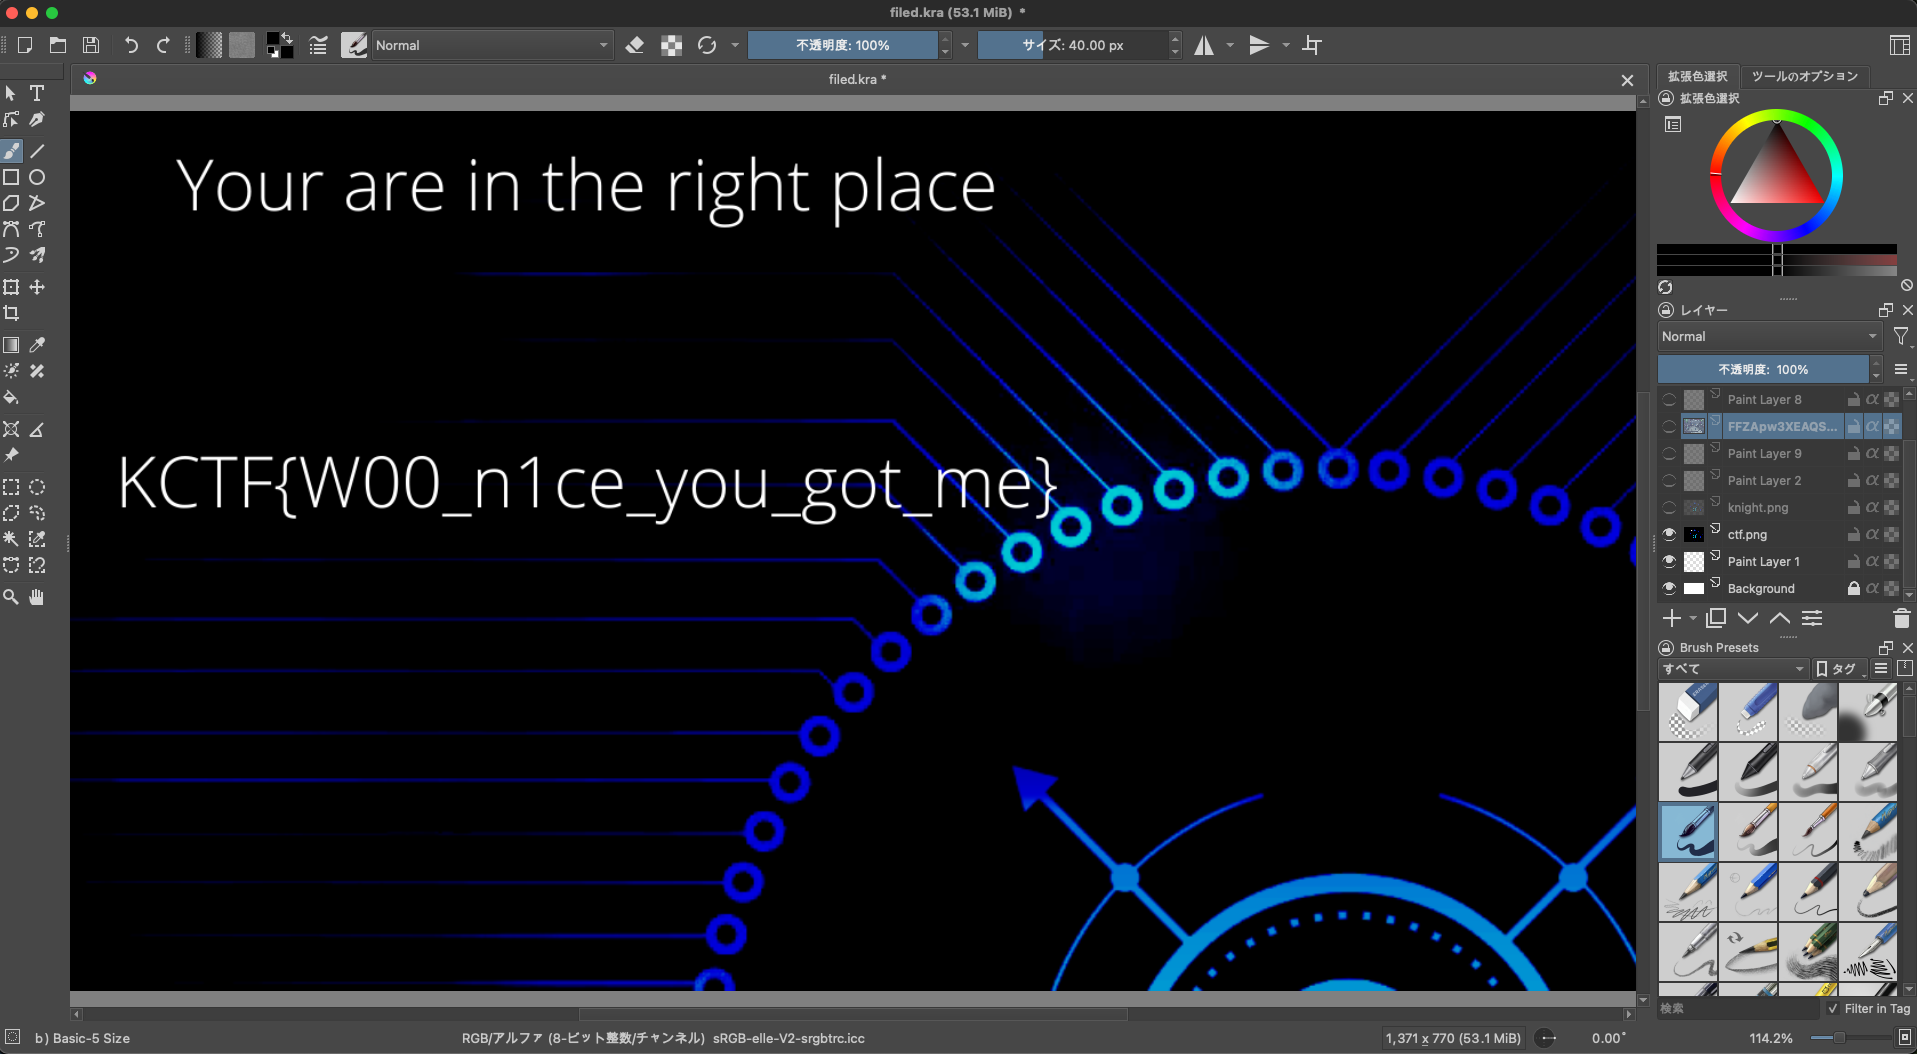 filed.kra (53.1 MiB) *
Normal
不透明度: 100%
サイズ: 40.00 px
filed.kra *
拡張色選択
ツールのオプション
拡張色選択
Your are in the right place
KCTF{W00_n1ce_you_got_me}
レイヤー
Normal
不透明度: 100%
Paint Layer 8
FFZApw3XEAQS...
Paint Layer 9
Paint Layer 2
knight.png
ctf.png
Paint Layer 1
Background
Brush Presets
すべて
タグ
検索
Filter in Tag
b) Basic-5 Size
RGB/アルファ (8-ビット整数/チャンネル) sRGB-elle-V2-srgbtrc.icc
1,371 x 770 (53.1 MiB)
0.00°
114.2%